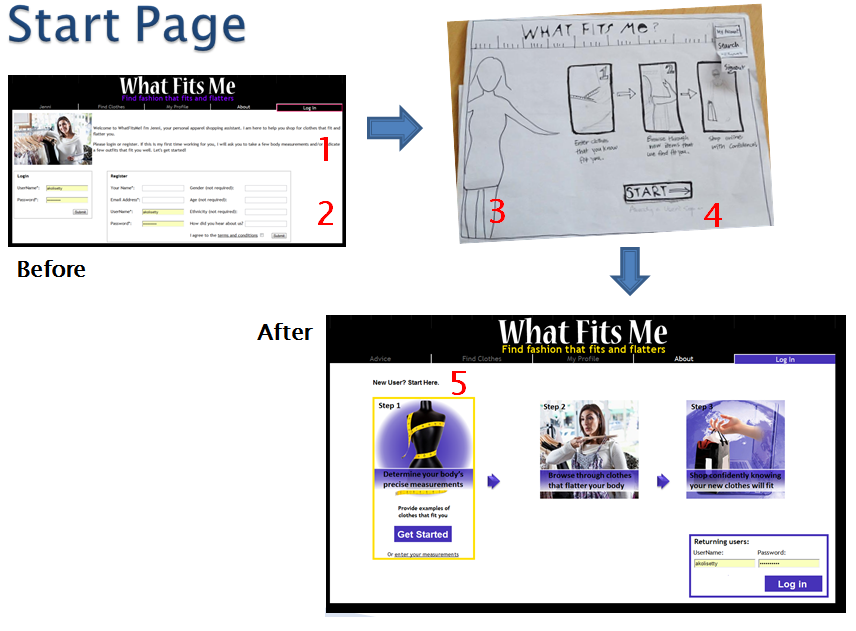 Start Page
What Fits Me
Find fashion that fits and flatters
Jenni Find Clothes My Profile About Log In
Welcome to WhatFitsMe! I'm Jenni, your personal apparel shopping assistant. I am here to help you shop for clothes that fit and
flatter you.
Please login or register. If this is my first time working for you, I will ask you to take a few body measurements and/or
a few outfits that fit you well. Let's get started!
1
Login
UserName*: akolisetty
Password*:
Submit
Register
Your Name*: Gender (not required):
Email Address*: Age (not required):
UserName*: akolisetty Ethnicity (not required):
Password*: How did you hear about us?
I agree to the terms and conditions Submit
2
Before
WHAT FITS Me?
My Account
Search
Signout
1
2
Enter clothes
that you know
fit you..
Browse through
new items that
we find fit you..
Shop online
with confidence!
START
3
4
After
What Fits Me
Find fashion that fits and flatters
Advice Find Clothes My Profile About Log In
New User? Start Here.
5
Step 1
Determine your body's
precise measurements
Provide examples of
clothes that fit you
Get Started
Or enter your measurements
Step 2
Browse through clothes
that flatter your body
Step 3
Shop confidently knowing
your new clothes will fit
Returning users:
UserName: Password:
akolisetty
Log in